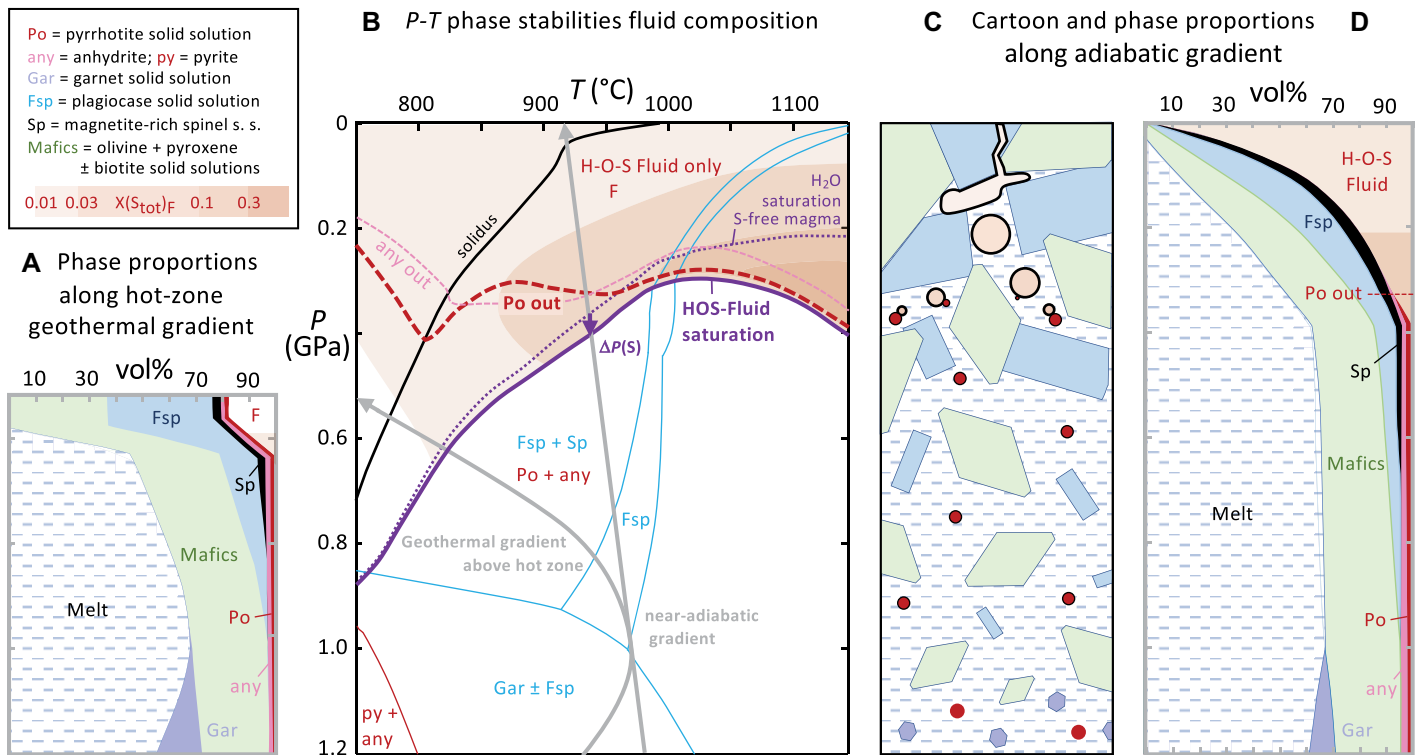 Po = pyrrhotite solid solution
any = anhydrite; py = pyrite
Gar = garnet solid solution
Fsp = plagiocase solid solution
Sp = magnetite-rich spinel s. s.
Mafics = olivine + pyroxene
± biotite solid solutions
0.01 0.03 X(Stot)F 0.1 0.3
A Phase proportions
along hot-zone
geothermal gradient
vol%
10 30 70 90
Fsp
F
Sp
Mafics
Melt
Po
any
Gar
B P-T phase stabilities fluid composition
T (°C)
800 900 1000 1100
P
(GPa)
0
0.2
0.4
0.6
0.8
1.0
1.2
H-O-S Fluid only
F
H2O
saturation
S-free magma
solidus
any out
Po out
HOS-Fluid
saturation
ΔP(S)
Fsp + Sp
Po + any
Fsp
Geothermal gradient
above hot zone
near-adiabatic
gradient
Gar ± Fsp
py +
any
C Cartoon and phase proportions D
along adiabatic gradient
vol%
10 30 70 90
H-O-S
Fluid
Fsp
Po out
Sp
Mafics
Melt
Po
any
Gar